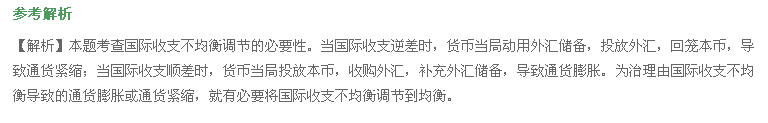 参考解析
【解析】本题考查国际收支不均衡调节的必要性。当国际收支逆差时，货币当局动用外汇储备，投放外汇，回笼本币，导
致通货紧缩；当国际收支顺差时，货币当局投放本币，收购外汇，补充外汇储备，导致通货膨胀。为治理由国际收支不均
衡导致的通货膨胀或通货紧缩，就有必要将国际收支不均衡调节到均衡。